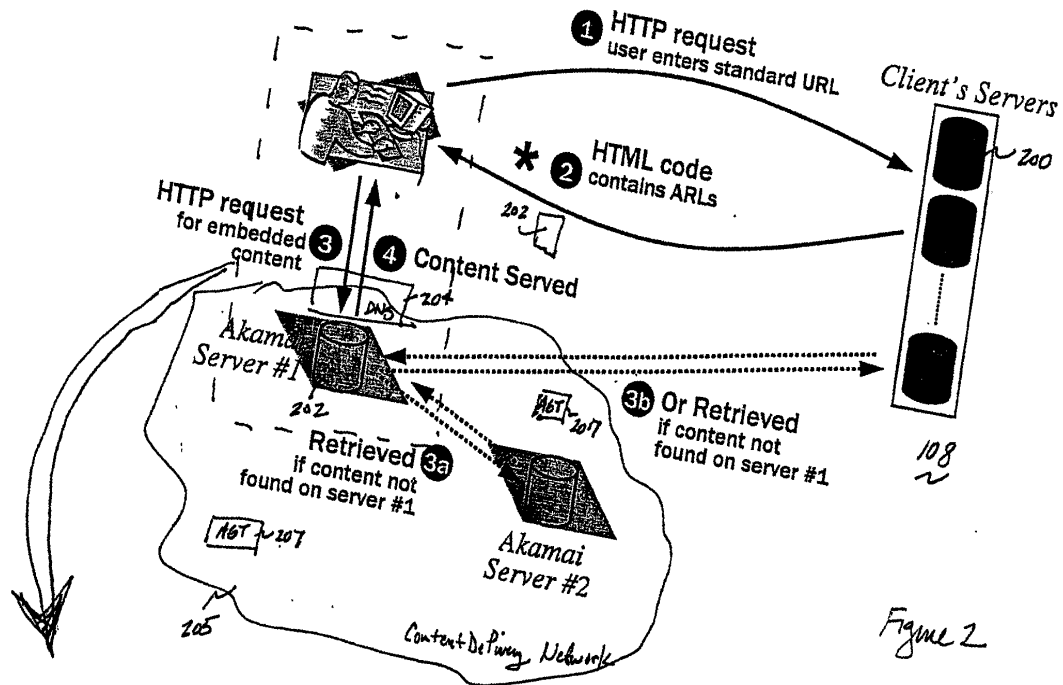 1 HTTP request
user enters standard URL
Client's Servers
200
* 2 HTML code
contains ARLs
202
HTTP request
for embedded
content
3
4 Content Served
DNS
204
Akamai
Server #1
202
AGT
207
3b Or Retrieved
if content not
found on server #1
108
Retrieved 3a
if content not
found on server #1
AGT 207
Akamai
Server #2
205
Content Delivery Network
Figure 2